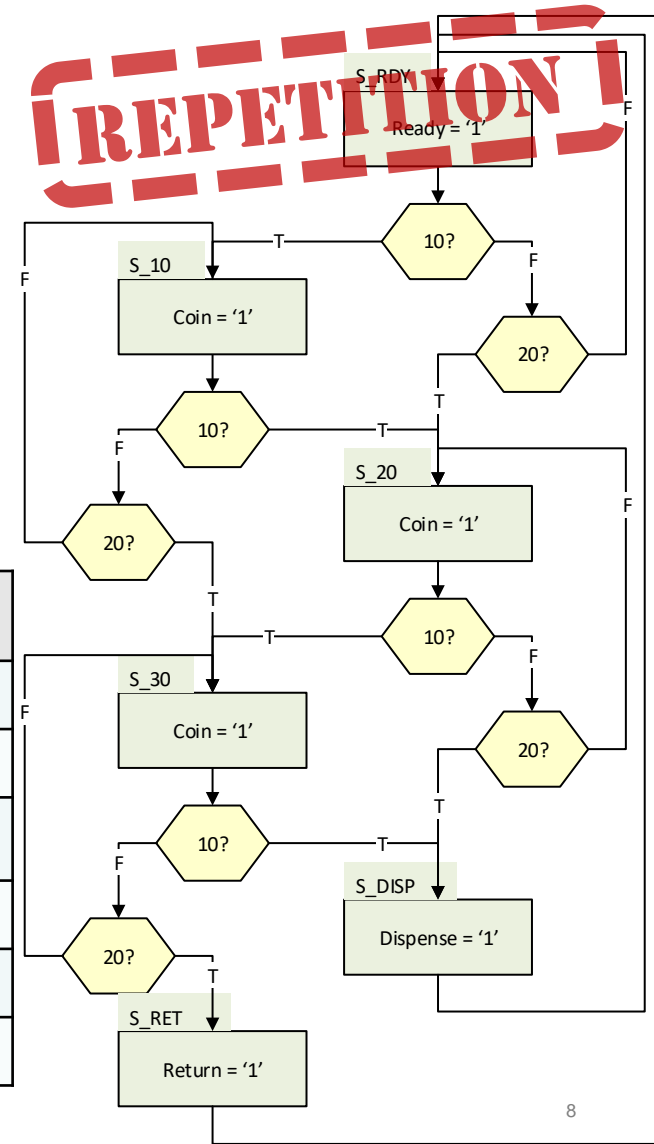 REPETITION
S_RDY
Ready = ‘1’
F
10?
T
F
S_10
F
Coin = ‘1’
20?
T
10?
T
F
S_20
F
Coin = ‘1’
20?
T
10?
T
F
S_30
F
Coin = ‘1’
20?
T
10?
T
F
S_DISP
Dispense = ‘1’
20?
T
S_RET
Return = ‘1’
8